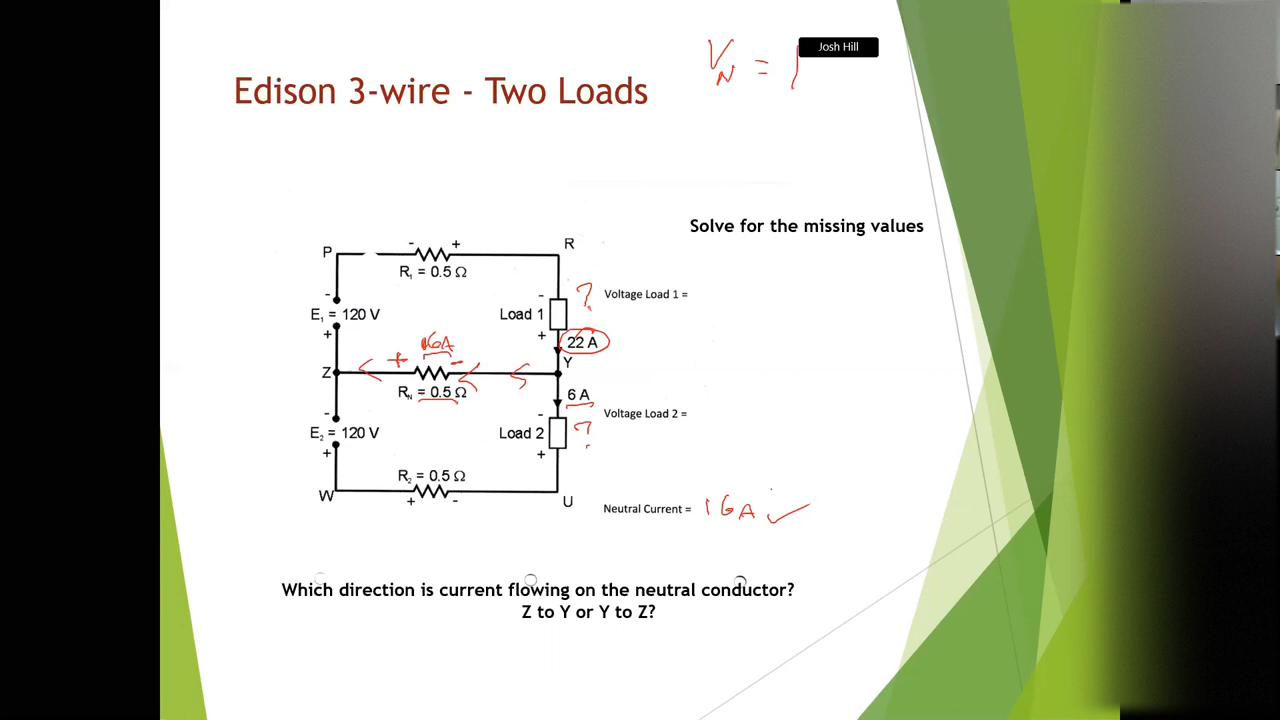 V_N =
Josh Hill
Edison 3-wire - Two Loads
Solve for the missing values
P - + R
R₁ = 0.5 Ω
- - ? Voltage Load 1 =
E₁ = 120 V Load 1
+ + 22 A
16A
+ - Y
Z
R_N = 0.5 Ω 6 A
- - Voltage Load 2 =
E₂ = 120 V Load 2 ?
+ +
R₂ = 0.5 Ω
W + - U
Neutral Current = 16A ✓
Which direction is current flowing on the neutral conductor?
Z to Y or Y to Z?